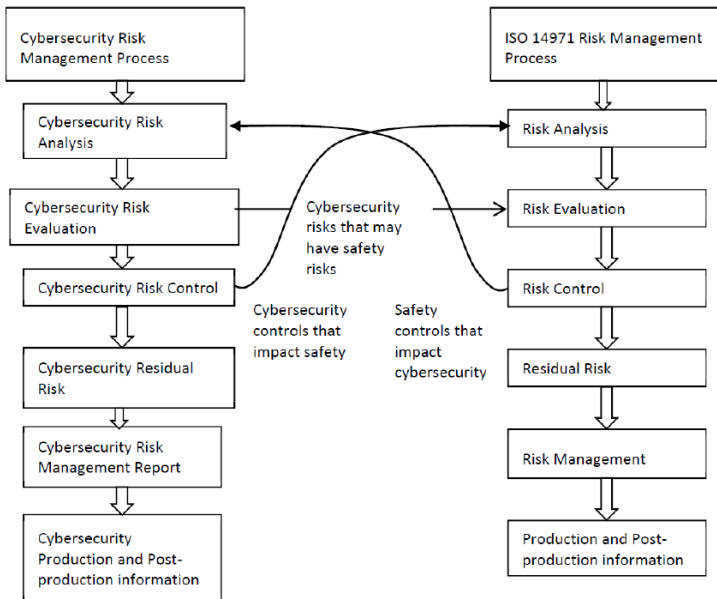 Cybersecurity Risk
Management Process
ISO 14971 Risk Management
Process
Cybersecurity Risk
Analysis
Risk Analysis
Cybersecurity Risk
Evaluation
Cybersecurity
risks that may
have safety
risks
Risk Evaluation
Cybersecurity Risk Control
Risk Control
Cybersecurity
controls that
impact safety
Safety
controls that
impact
cybersecurity
Cybersecurity Residual
Risk
Residual Risk
Cybersecurity Risk
Management Report
Risk Management
Cybersecurity
Production and Post-
production information
Production and Post-
production information